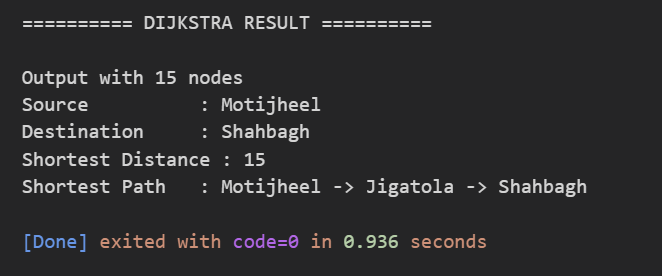 ========== DIJKSTRA RESULT ==========
Output with 15 nodes
Source          : Motijheel
Destination     : Shahbagh
Shortest Distance : 15
Shortest Path   : Motijheel -> Jigatola -> Shahbagh
[Done] exited with code=0 in 0.936 seconds